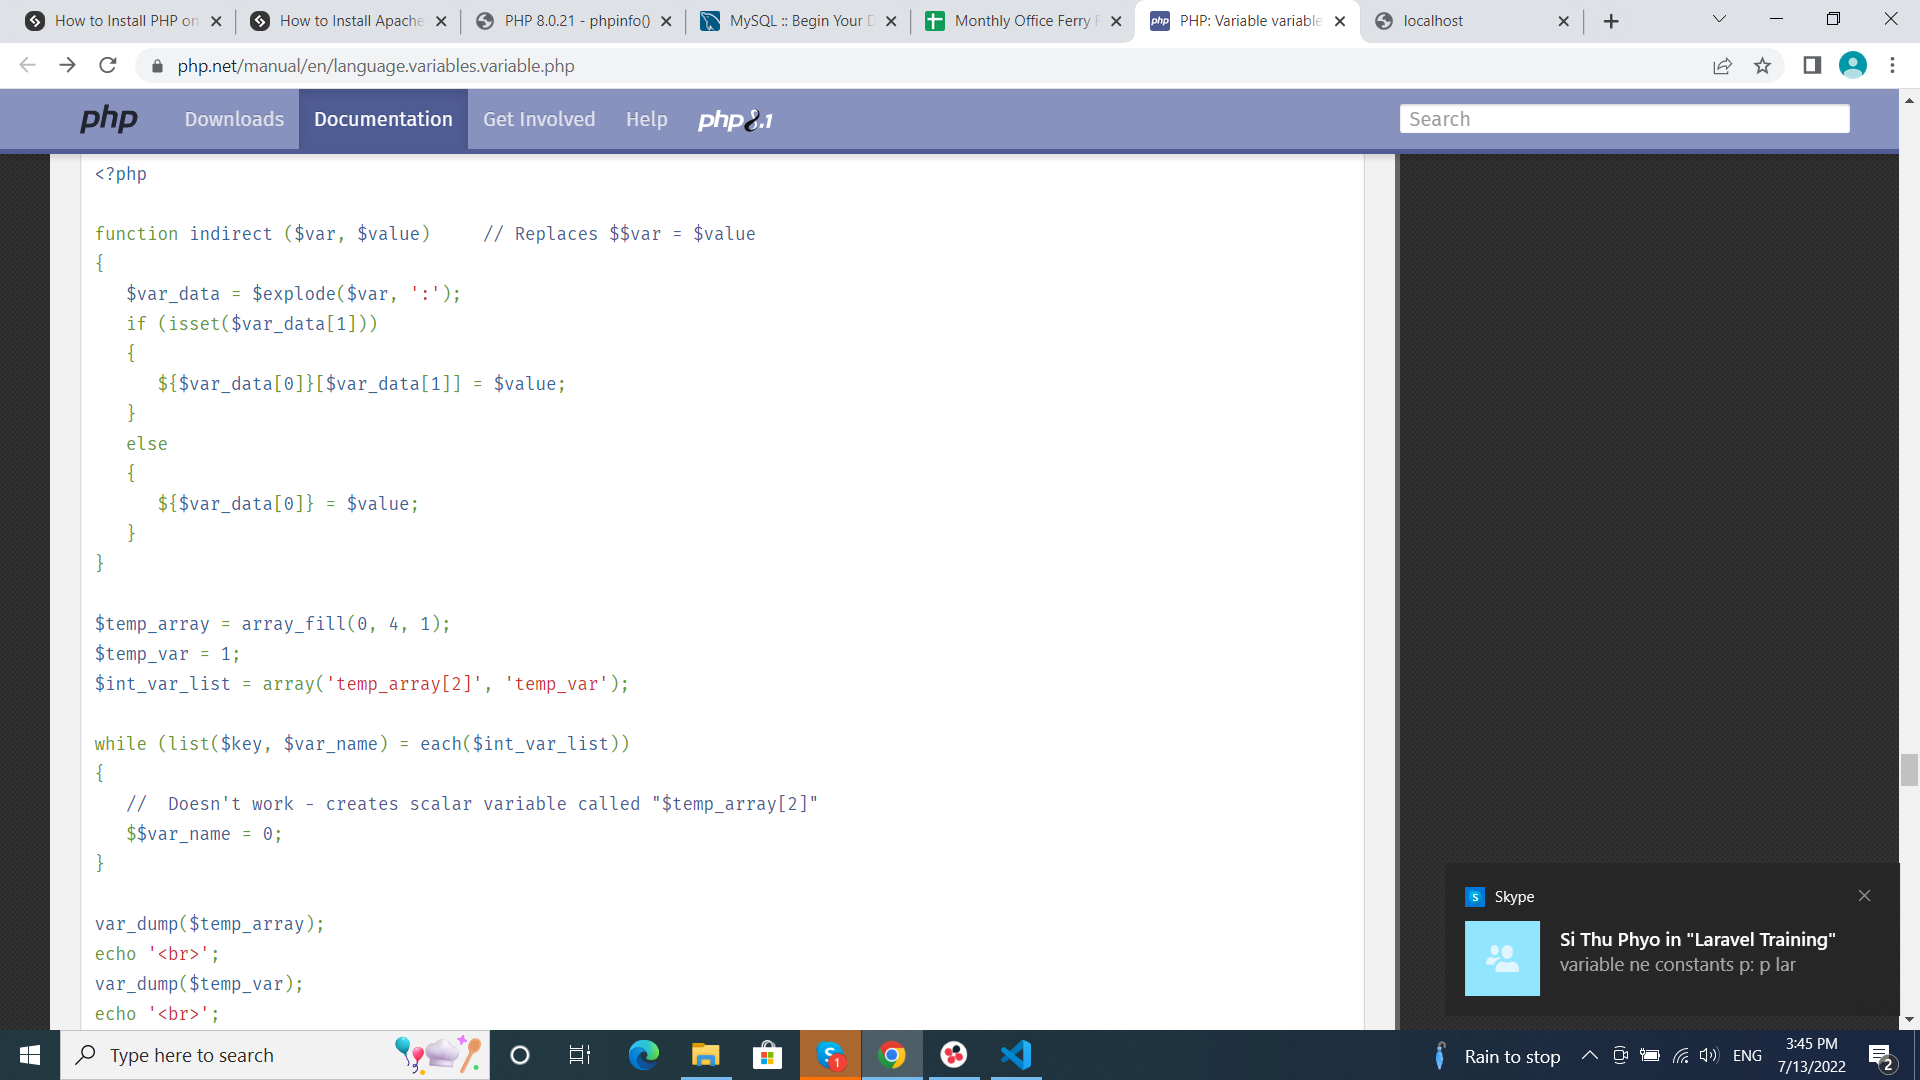 How to Install PHP on
How to Install Apache
PHP 8.0.21 - phpinfo()
MySQL :: Begin Your D
Monthly Office Ferry F
php PHP: Variable variable
localhost
php.net/manual/en/language.variables.variable.php
php
Downloads
Documentation
Get Involved
Help
php8.1
Search
<?php
function indirect ($var, $value)     // Replaces $$var = $value
{
   $var_data = $explode($var, ':');
   if (isset($var_data[1]))
   {
      ${$var_data[0]}[$var_data[1]] = $value;
   }
   else
   {
      ${$var_data[0]} = $value;
   }
}
$temp_array = array_fill(0, 4, 1);
$temp_var = 1;
$int_var_list = array('temp_array[2]', 'temp_var');
while (list($key, $var_name) = each($int_var_list))
{
   //  Doesn't work - creates scalar variable called "$temp_array[2]"
   $$var_name = 0;
}
var_dump($temp_array);
echo '<br>';
var_dump($temp_var);
echo '<br>';
S Skype
Si Thu Phyo in "Laravel Training"
variable ne constants p: p lar
Type here to search
S 1
Rain to stop
ENG
3:45 PM
7/13/2022
2